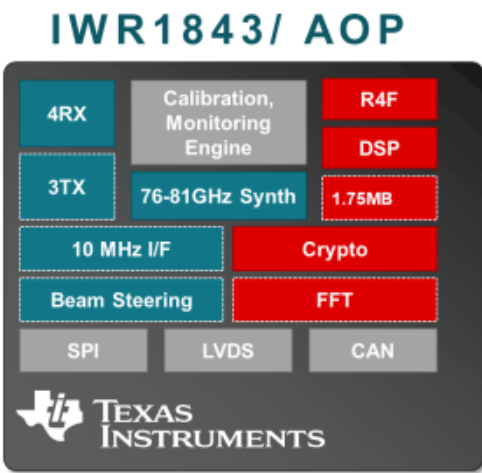 IWR1843/ AOP
4RX
Calibration,
Monitoring
Engine
R4F
DSP
3TX
76-81GHz Synth
1.75MB
10 MHz I/F
Crypto
Beam Steering
FFT
SPI
LVDS
CAN
ti
TEXAS
INSTRUMENTS